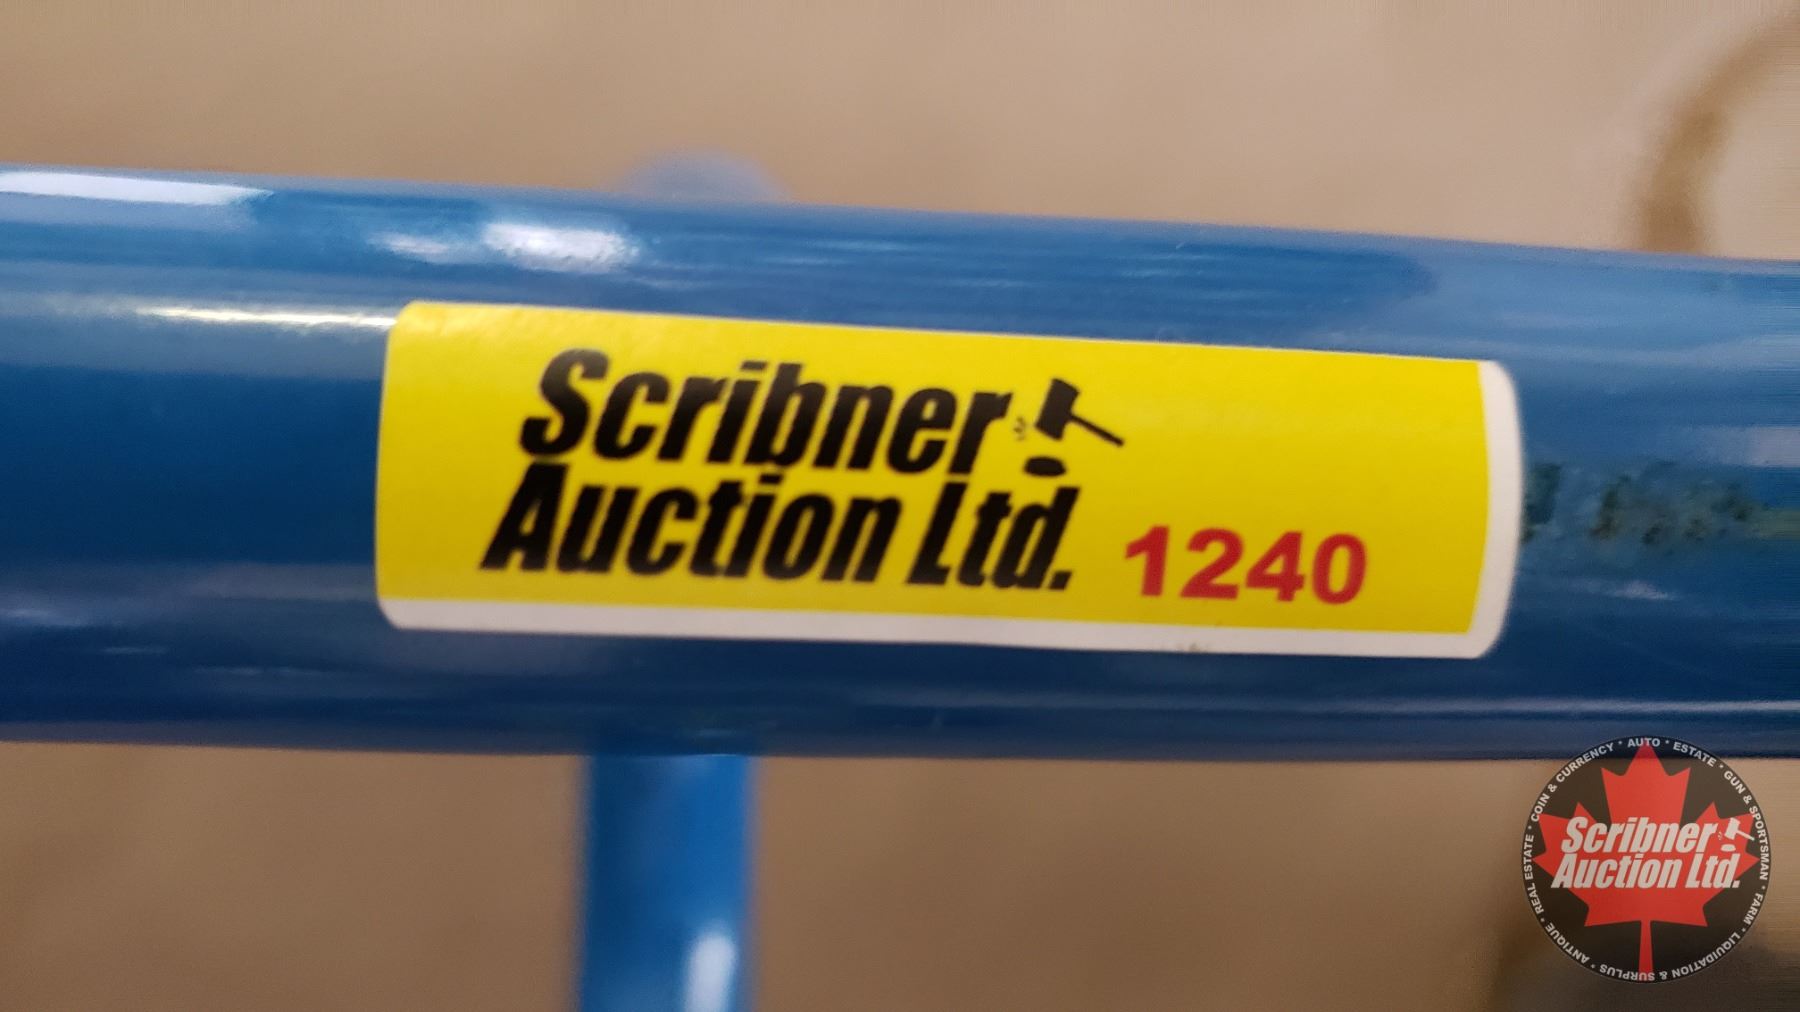 Scribner
Auction Ltd. 1240
REAL ESTATE * COIN & CURRENCY * AUTO * ESTATE * GUN & SPORTSMAN * FARM * LIQUIDATION & SURPLUS * ANTIQUE *
Scribner
Auction Ltd.